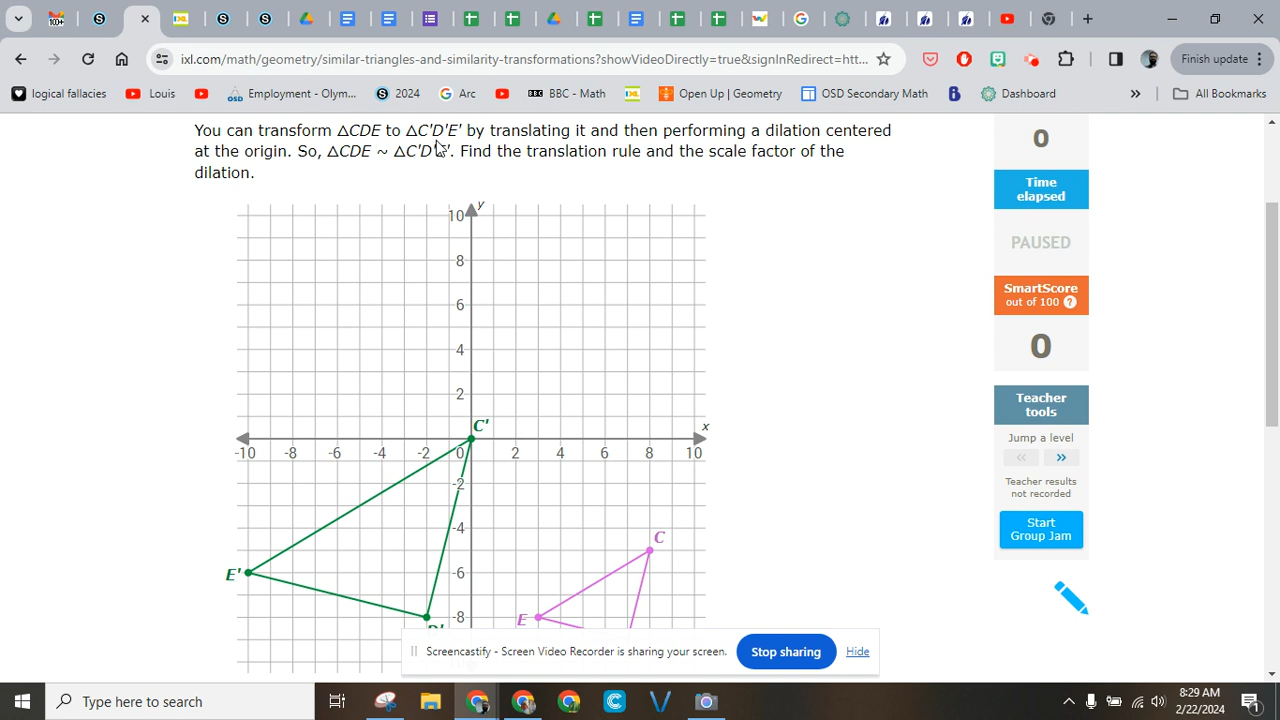 100+
Finish update
ixl.com/math/geometry/similar-triangles-and-similarity-transformations?showVideoDirectly=true&signInRedirect=htt...
logical fallacies
Louis
Employment - Olym...
2024
Arc
BBC - Math
Open Up | Geometry
OSD Secondary Math
Dashboard
»
All Bookmarks
You can transform △CDE to △C'D'E' by translating it and then performing a dilation centered
at the origin. So, △CDE ~ △C'D'. Find the translation rule and the scale factor of the
dilation.
0
Time
elapsed
PAUSED
SmartScore
out of 100 ?
0
Teacher
tools
Jump a level
Teacher results
not recorded
Start
Group Jam
y
10
8
6
4
2
C'
x
-10 -8 -6 -4 -2 0 2 4 6 8 10
-2
-4
C
E'
-6
-8
E
D'
Screencastify - Screen Video Recorder is sharing your screen.
Stop sharing
Hide
Type here to search
8:29 AM
2/22/2024
1